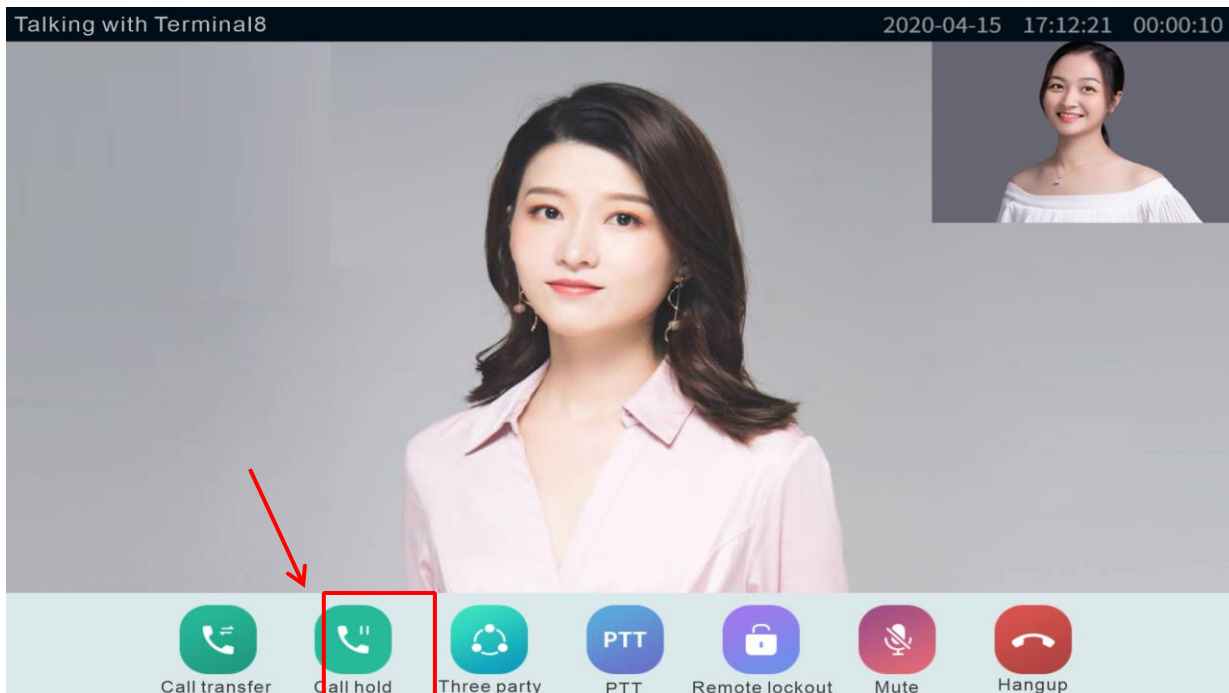 Talking with Terminal8 2020-04-15 17:12:21 00:00:10
PTT
Call transfer Call hold Three party PTT Remote lockout Mute Hangup